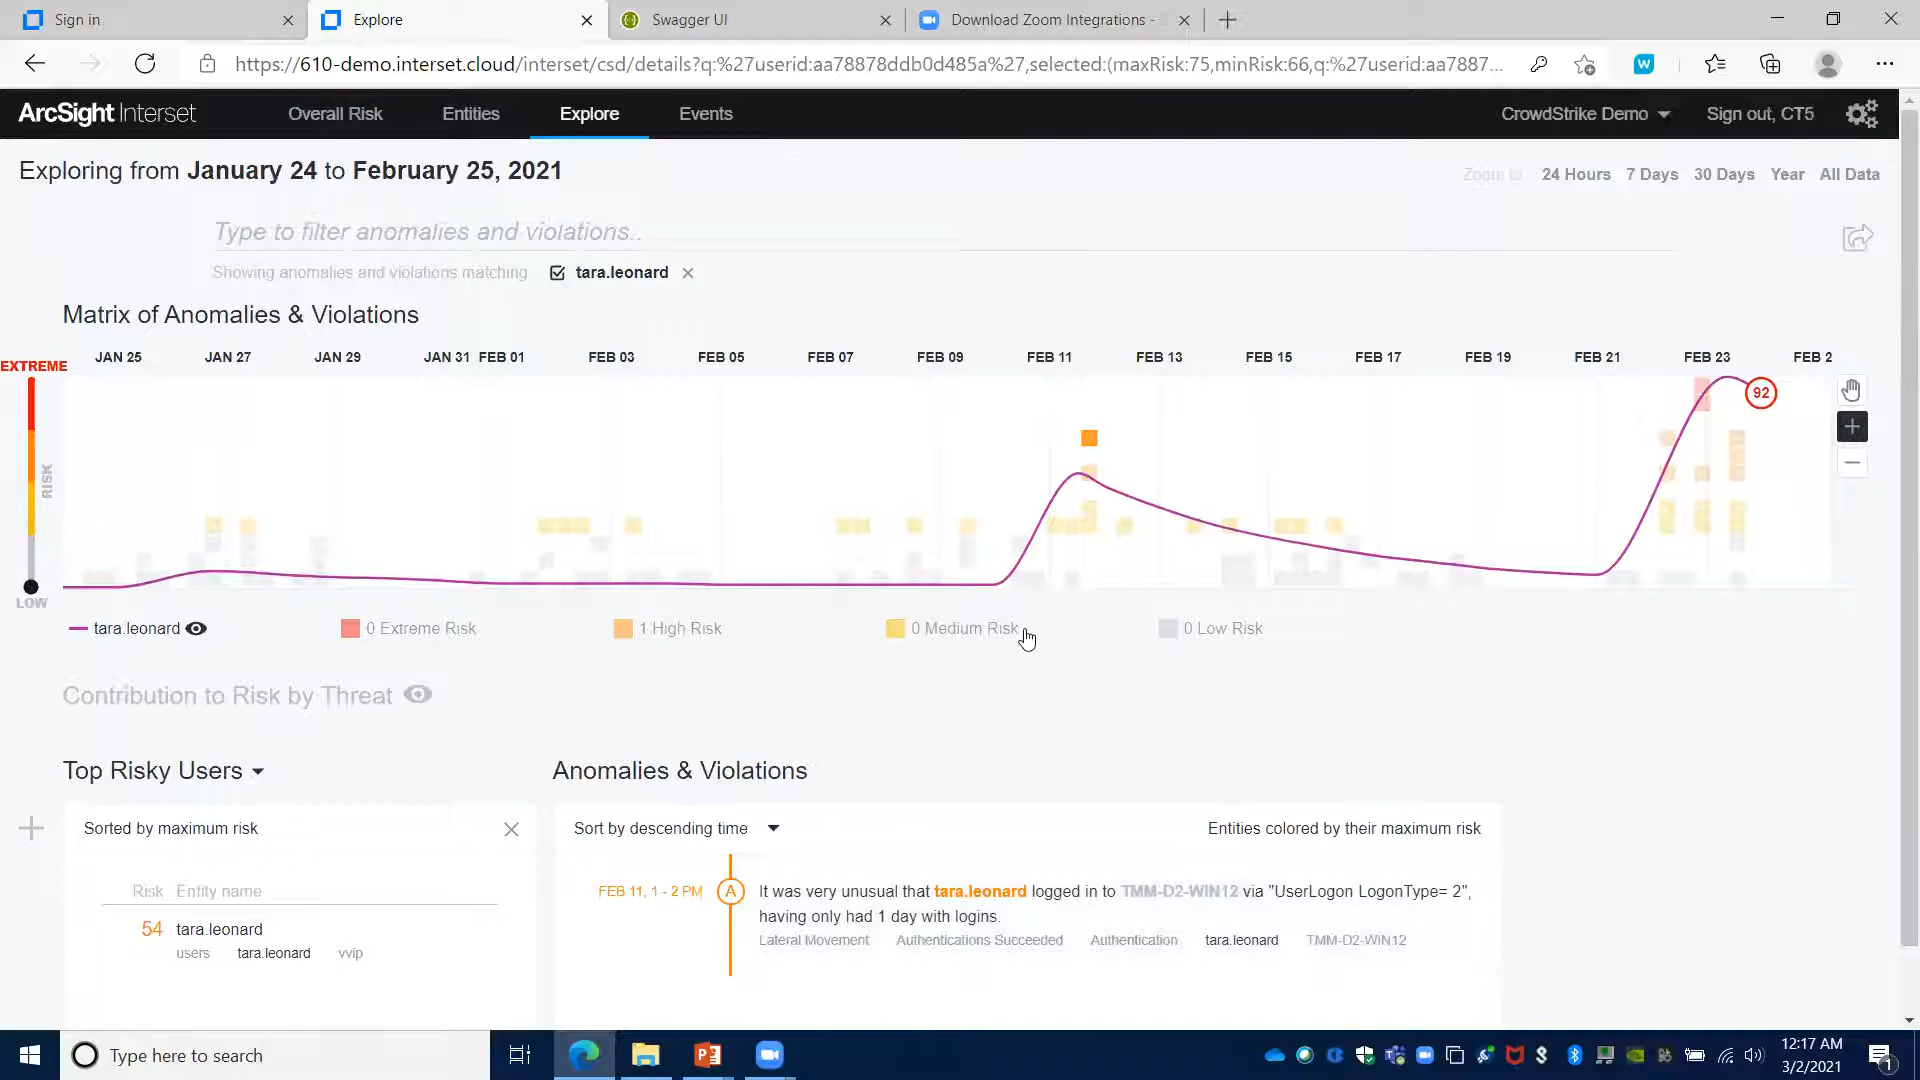 Sign in
Explore
Swagger UI
Download Zoom Integrations -
https://610-demo.interset.cloud/interset/csd/details?q:%27userid:aa78878ddb0d485a%27,selected:(maxRisk:75,minRisk:66,q:%27userid:aa7887...
W
ArcSight Interset
Overall Risk
Entities
Explore
Events
CrowdStrike Demo
Sign out, CT5
Exploring from January 24 to February 25, 2021
Zoom to
24 Hours
7 Days
30 Days
Year
All Data
Type to filter anomalies and violations..
Showing anomalies and violations matching
tara.leonard
Matrix of Anomalies & Violations
JAN 25
JAN 27
JAN 29
JAN 31
FEB 01
FEB 03
FEB 05
FEB 07
FEB 09
FEB 11
FEB 13
FEB 15
FEB 17
FEB 19
FEB 21
FEB 23
FEB 2
EXTREME
RISK
LOW
92
tara.leonard
0 Extreme Risk
1 High Risk
0 Medium Risk
0 Low Risk
Contribution to Risk by Threat
Top Risky Users
Anomalies & Violations
Sorted by maximum risk
Sort by descending time
Entities colored by their maximum risk
Risk
Entity name
54
tara.leonard
users
tara.leonard
vvip
FEB 11, 1 - 2 PM
A
It was very unusual that tara.leonard logged in to TMM-D2-WIN12 via "UserLogon LogonType= 2",
having only had 1 day with logins.
Lateral Movement
Authentications Succeeded
Authentication
tara.leonard
TMM-D2-WIN12
Type here to search
12:17 AM
3/2/2021
1